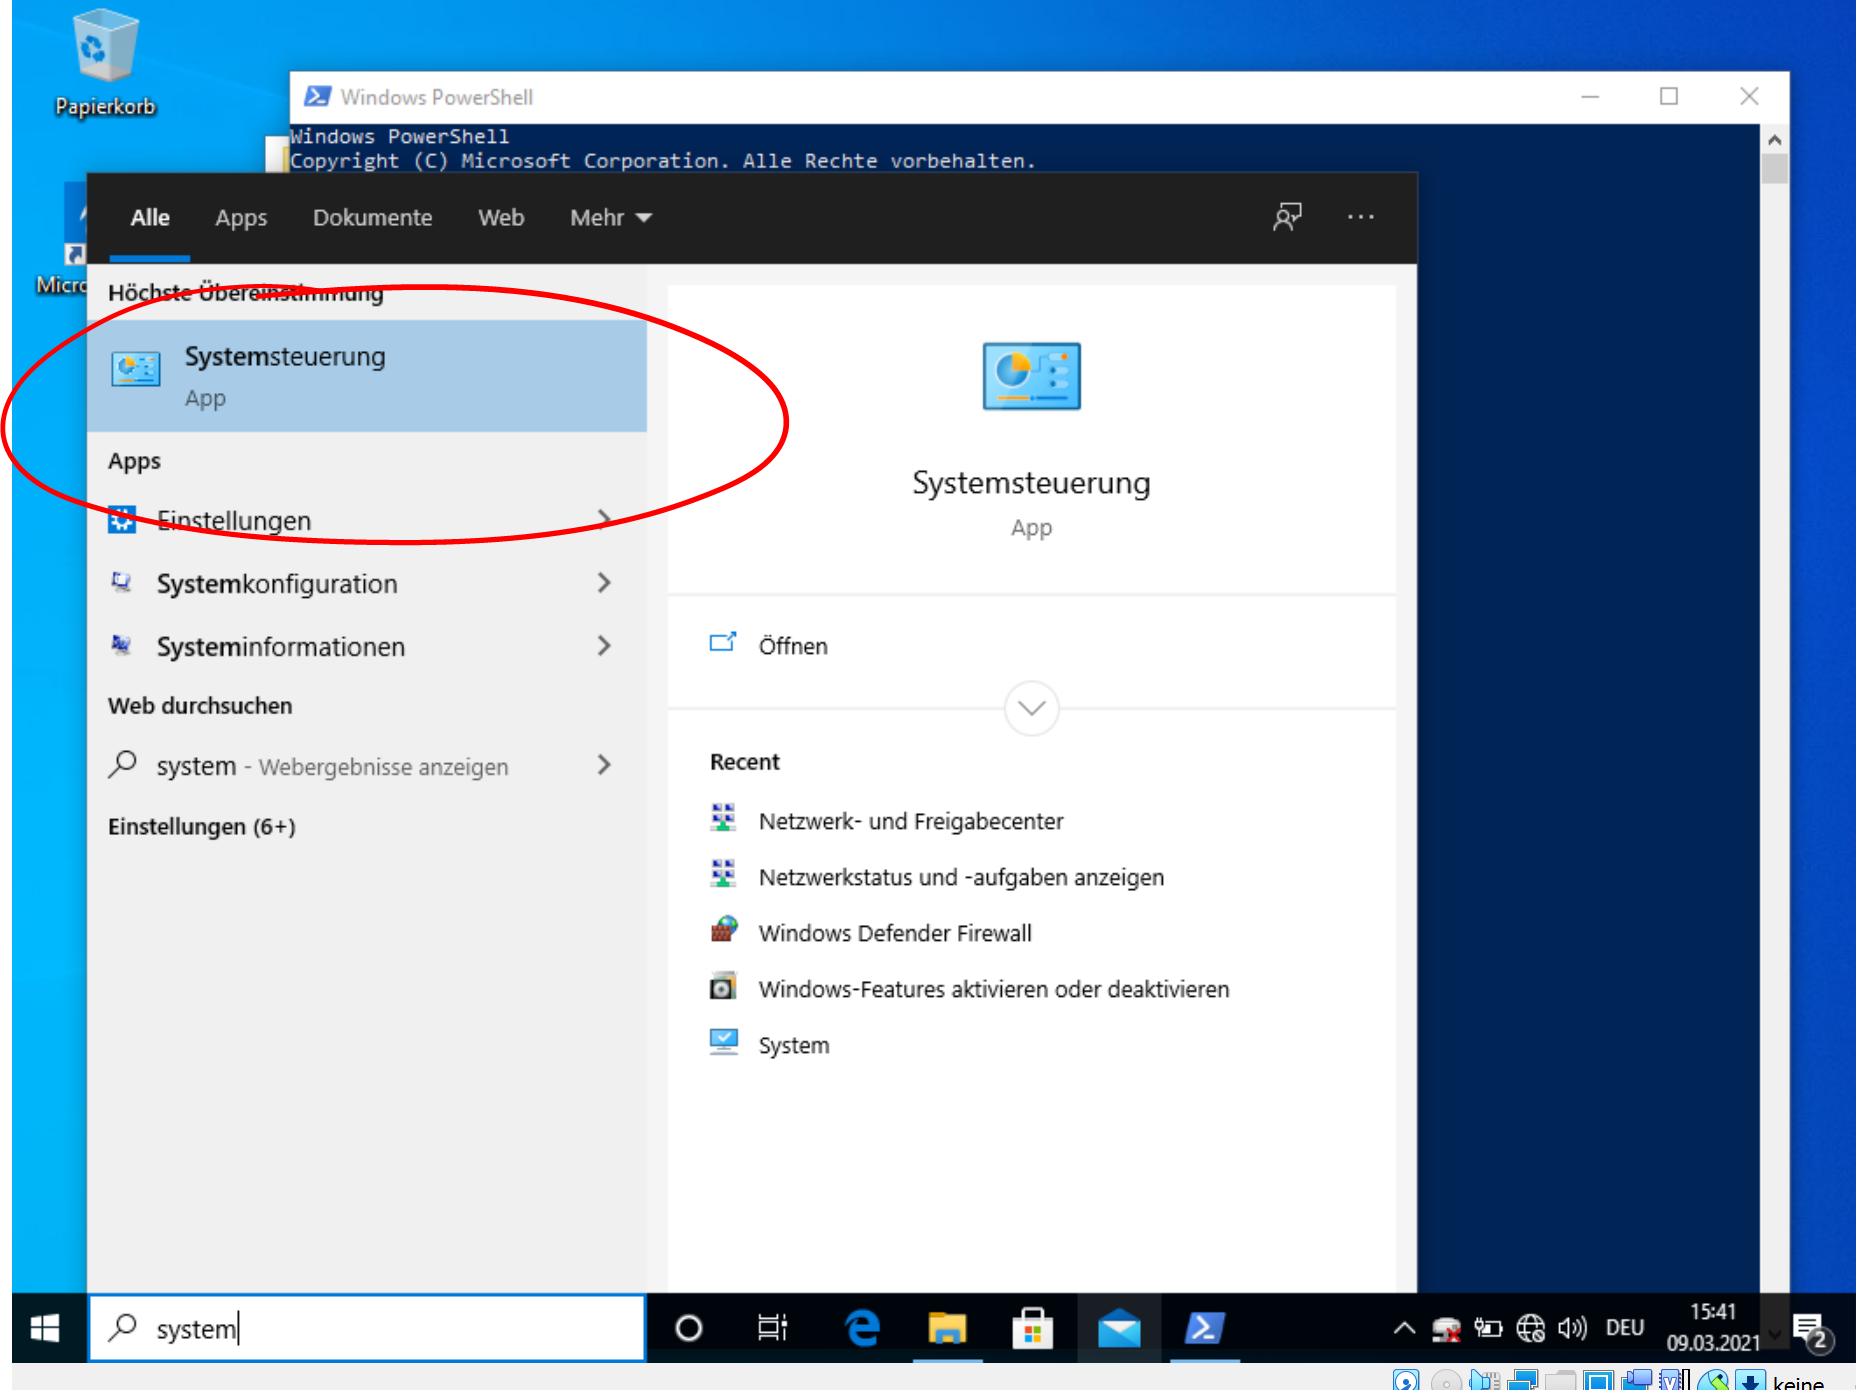 Papierkorb
Windows PowerShell
Windows PowerShell
Copyright (C) Microsoft Corporation. Alle Rechte vorbehalten.
Alle Apps Dokumente Web Mehr
Micro
Höchste Übereinstimmung
Systemsteuerung
App
Apps
Einstellungen
Systemkonfiguration
Systeminformationen
Web durchsuchen
system - Webergebnisse anzeigen
Einstellungen (6+)
Systemsteuerung
App
Öffnen
Recent
Netzwerk- und Freigabecenter
Netzwerkstatus und -aufgaben anzeigen
Windows Defender Firewall
Windows-Features aktivieren oder deaktivieren
System
system
DEU
15:41
09.03.2021
2
keine